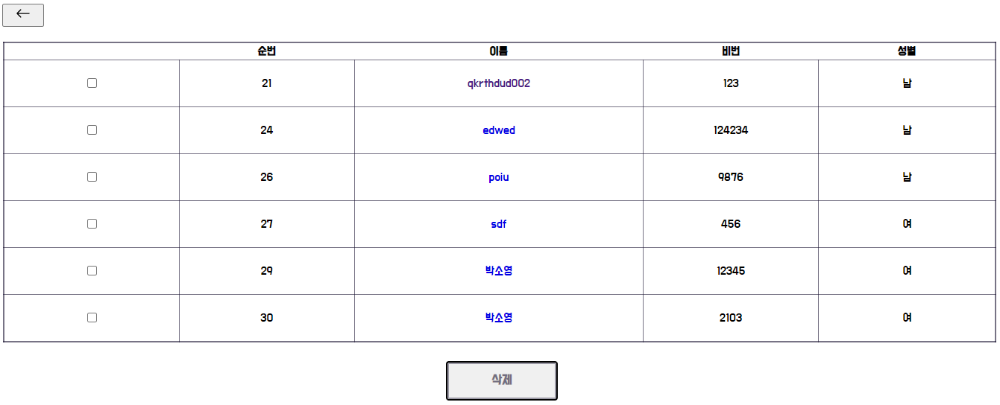 ←
순번 이름 비번 성별
21 qkrthdud002 123 남
24 edwed 124234 남
26 poiu 9876 남
27 sdf 456 여
29 박소영 12345 여
30 박소영 2103 여
삭제